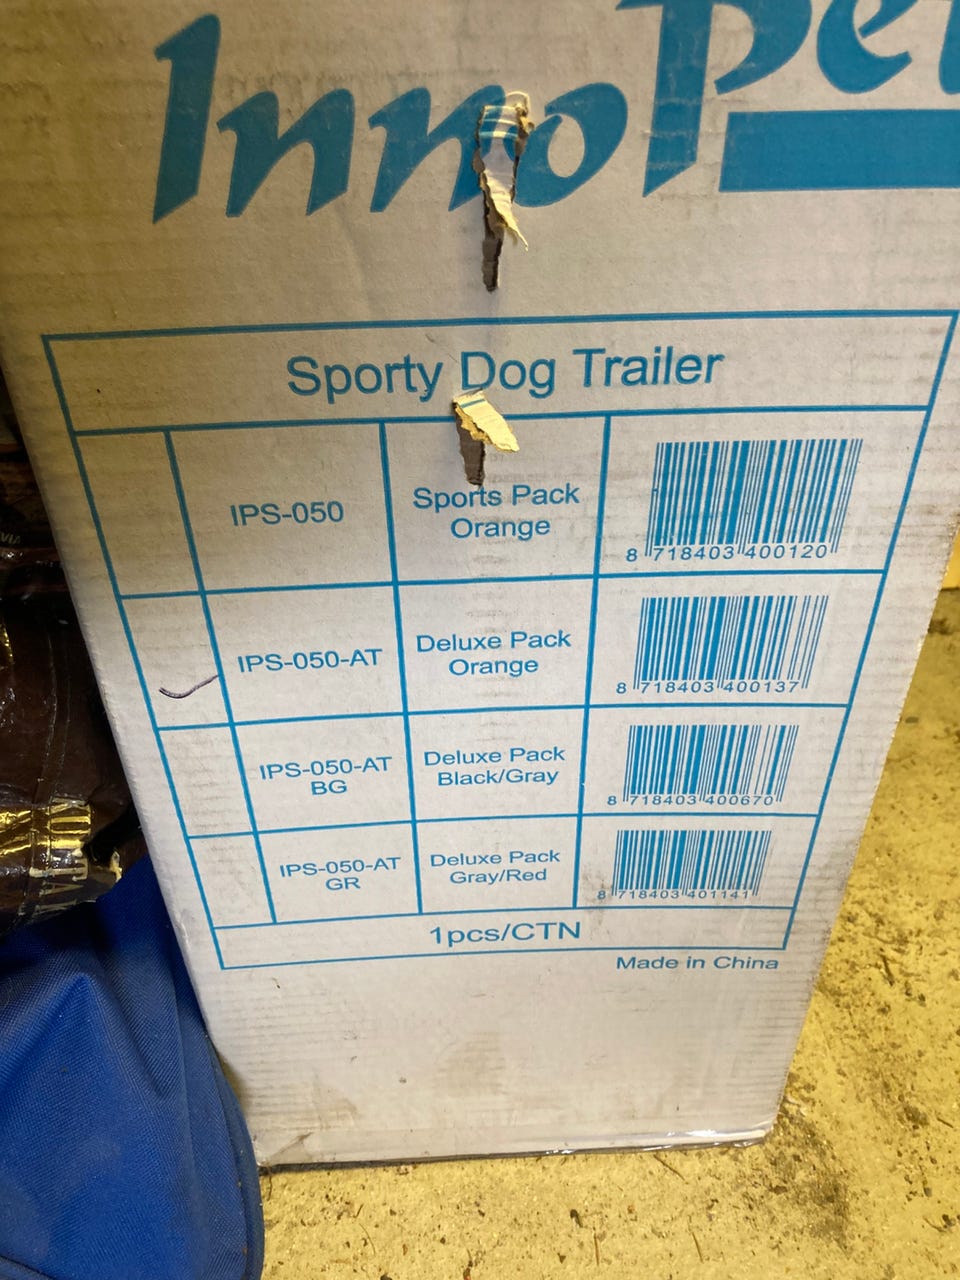 InnoPet
Sporty Dog Trailer
IPS-050
Sports Pack
Orange
8 718403 400120
IPS-050-AT
Deluxe Pack
Orange
8 718403 400137
IPS-050-AT
BG
Deluxe Pack
Black/Gray
8 718403 400670
IPS-050-AT
GR
Deluxe Pack
Gray/Red
8 718403 401141
1pcs/CTN
Made in China